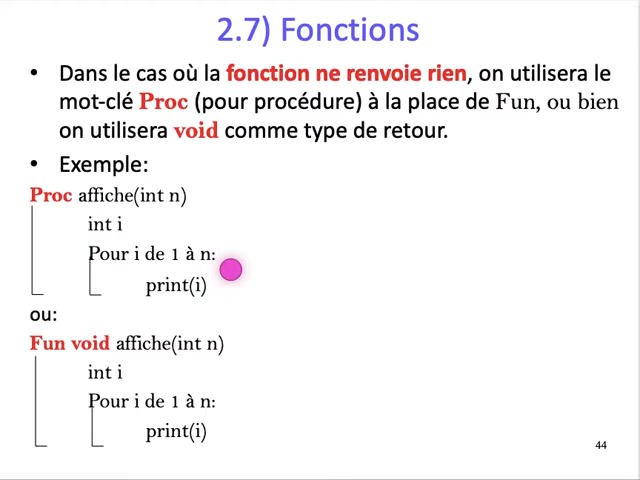 2.7) Fonctions
• Dans le cas où la fonction ne renvoie rien, on utilisera le
mot-clé Proc (pour procédure) à la place de Fun, ou bien
on utilisera void comme type de retour.
• Exemple:
Proc affiche(int n)
int i
Pour i de 1 à n:
print(i)
ou:
Fun void affiche(int n)
int i
Pour i de 1 à n:
print(i)
44